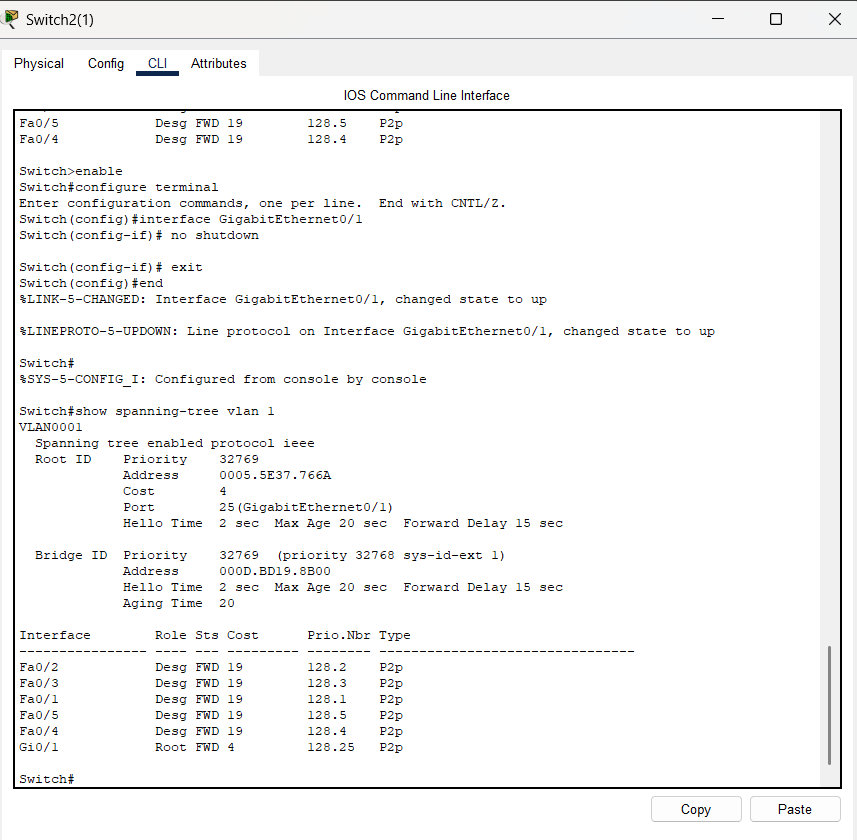 Switch2(1)
Physical Config CLI Attributes
IOS Command Line Interface
Fa0/5 Desg FWD 19 128.5 P2p
Fa0/4 Desg FWD 19 128.4 P2p
Switch>enable
Switch#configure terminal
Enter configuration commands, one per line. End with CNTL/Z.
Switch(config)#interface GigabitEthernet0/1
Switch(config-if)# no shutdown
Switch(config-if)# exit
Switch(config)#end
%LINK-5-CHANGED: Interface GigabitEthernet0/1, changed state to up
%LINEPROTO-5-UPDOWN: Line protocol on Interface GigabitEthernet0/1, changed state to up
Switch#
%SYS-5-CONFIG_I: Configured from console by console
Switch#show spanning-tree vlan 1
VLAN0001
Spanning tree enabled protocol ieee
Root ID Priority 32769
Address 0005.5E37.766A
Cost 4
Port 25(GigabitEthernet0/1)
Hello Time 2 sec Max Age 20 sec Forward Delay 15 sec
Bridge ID Priority 32769 (priority 32768 sys-id-ext 1)
Address 000D.BD19.8B00
Hello Time 2 sec Max Age 20 sec Forward Delay 15 sec
Aging Time 20
Interface Role Sts Cost Prio.Nbr Type
---------------- ---- --- --------- -------- --------------------------------
Fa0/2 Desg FWD 19 128.2 P2p
Fa0/3 Desg FWD 19 128.3 P2p
Fa0/1 Desg FWD 19 128.1 P2p
Fa0/5 Desg FWD 19 128.5 P2p
Fa0/4 Desg FWD 19 128.4 P2p
Gi0/1 Root FWD 4 128.25 P2p
Switch#
Copy Paste